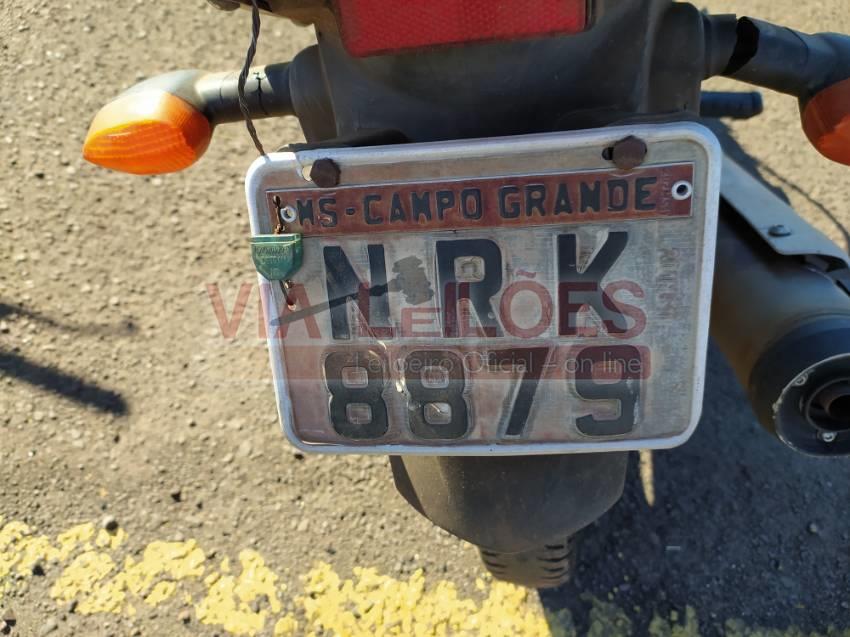 MS-CAMPO GRANDE
NRK
VIA LEILÕES
Leiloeiro Oficial - on line
8879